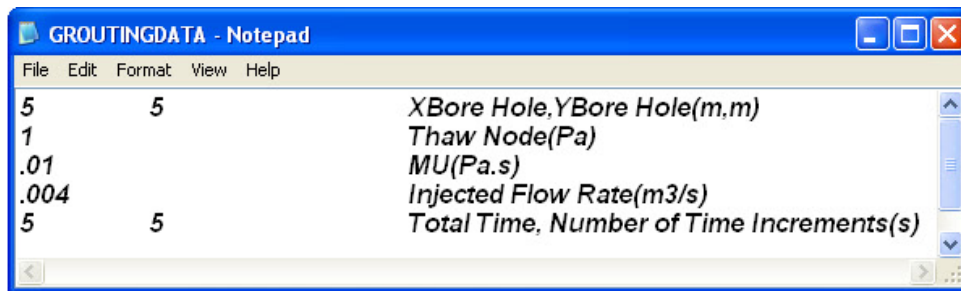 GROUTINGDATA - Notepad
File Edit Format View Help
5 5 XBore Hole,YBore Hole(m,m)
1 Thaw Node(Pa)
.01 MU(Pa.s)
.004 Injected Flow Rate(m3/s)
5 5 Total Time, Number of Time Increments(s)